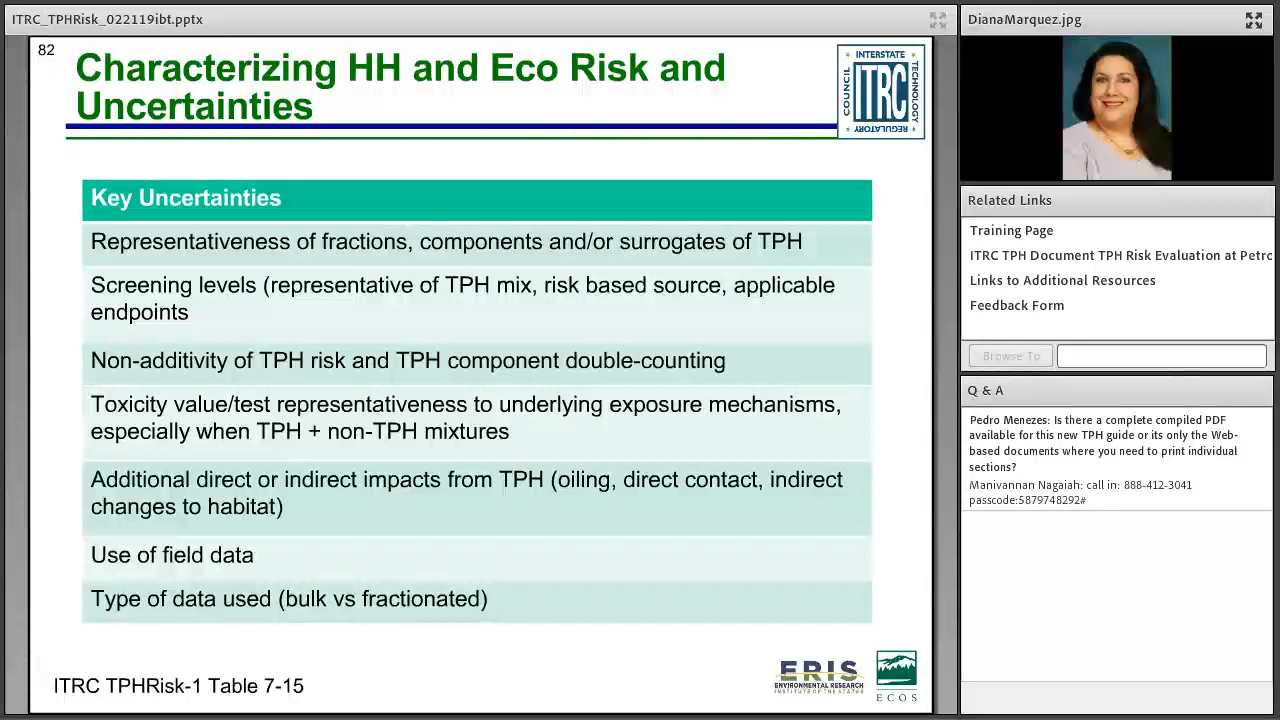 ITRC_TPHRisk_022119ibt.pptx
82
Characterizing HH and Eco Risk and
Uncertainties
INTERSTATE
COUNCIL
ITRC
TECHNOLOGY
REGULATORY
Key Uncertainties
Representativeness of fractions, components and/or surrogates of TPH
Screening levels (representative of TPH mix, risk based source, applicable
endpoints
Non-additivity of TPH risk and TPH component double-counting
Toxicity value/test representativeness to underlying exposure mechanisms,
especially when TPH + non-TPH mixtures
Additional direct or indirect impacts from TPH (oiling, direct contact, indirect
changes to habitat)
Use of field data
Type of data used (bulk vs fractionated)
ITRC TPHRisk-1 Table 7-15
ERIS
ENVIRONMENTAL RESEARCH
INSTITUTE OF THE STATES
ECOS
DianaMarquez.jpg
Related Links
Training Page
ITRC TPH Document TPH Risk Evaluation at Petro
Links to Additional Resources
Feedback Form
Browse To
Q & A
Pedro Menezes: Is there a complete compiled PDF
available for this new TPH guide or its only the Web-
based documents where you need to print individual
sections?
Manivannan Nagaiah: call in: 888-412-3041
passcode:5879748292#